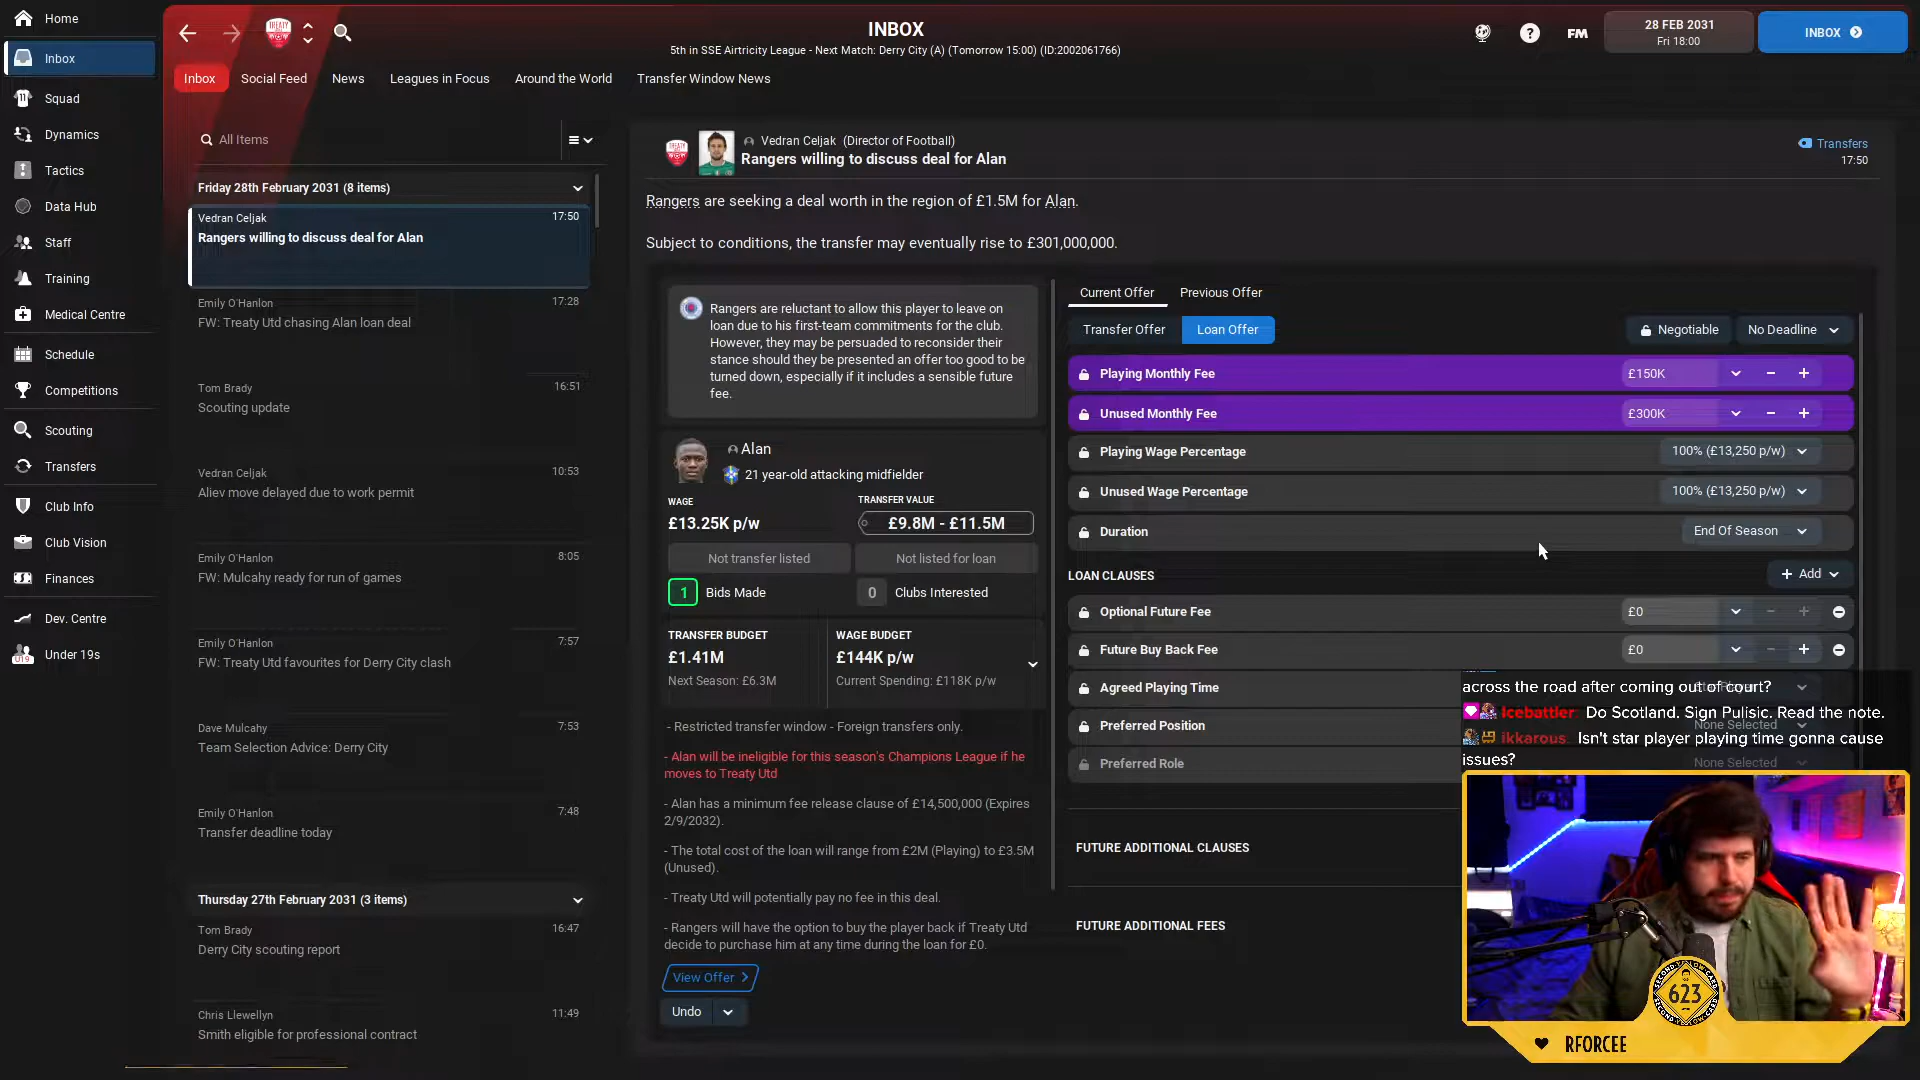 Home
Inbox
Squad
Dynamics
Tactics
Data Hub
Staff
Training
Medical Centre
Schedule
Competitions
Scouting
Transfers
Club Info
Club Vision
Finances
Dev. Centre
Under 19s
INBOX
5th in SSE Airtricity League - Next Match: Derry City (A) (Tomorrow 15:00) (ID:2002061766)
FM
28 FEB 2031
Fri 18:00
INBOX
Inbox Social Feed News Leagues in Focus Around the World Transfer Window News
All Items
Friday 28th February 2031 (8 items)
Vedran Celjak 17:50
Rangers willing to discuss deal for Alan
Emily O'Hanlon 17:28
FW: Treaty Utd chasing Alan loan deal
Tom Brady 16:51
Scouting update
Vedran Celjak 10:53
Aliev move delayed due to work permit
Emily O'Hanlon 8:05
FW: Mulcahy ready for run of games
Emily O'Hanlon 7:57
FW: Treaty Utd favourites for Derry City clash
Dave Mulcahy 7:53
Team Selection Advice: Derry City
Emily O'Hanlon 7:48
Transfer deadline today
Thursday 27th February 2031 (3 items)
Tom Brady 16:47
Derry City scouting report
Chris Llewellyn 11:49
Smith eligible for professional contract
Vedran Celjak (Director of Football)
Rangers willing to discuss deal for Alan
Transfers
17:50
Rangers are seeking a deal worth in the region of £1.5M for Alan.
Subject to conditions, the transfer may eventually rise to £301,000,000.
Rangers are reluctant to allow this player to leave on
loan due to his first-team commitments for the club.
However, they may be persuaded to reconsider their
stance should they be presented an offer too good to be
turned down, especially if it includes a sensible future
fee.
Alan
21 year-old attacking midfielder
WAGE TRANSFER VALUE
£13.25K p/w £9.8M - £11.5M
Not transfer listed Not listed for loan
1 Bids Made 0 Clubs Interested
TRANSFER BUDGET WAGE BUDGET
£1.41M £144K p/w
Next Season: £6.3M Current Spending: £118K p/w
- Restricted transfer window - Foreign transfers only.
- Alan will be ineligible for this season's Champions League if he
moves to Treaty Utd
- Alan has a minimum fee release clause of £14,500,000 (Expires
2/9/2032).
- The total cost of the loan will range from £2M (Playing) to £3.5M
(Unused).
- Treaty Utd will potentially pay no fee in this deal.
- Rangers will have the option to buy the player back if Treaty Utd
decide to purchase him at any time during the loan for £0.
View Offer
Undo
Current Offer Previous Offer
Transfer Offer Loan Offer Negotiable No Deadline
Playing Monthly Fee £150K
Unused Monthly Fee £300K
Playing Wage Percentage 100% (£13,250 p/w)
Unused Wage Percentage 100% (£13,250 p/w)
Duration End Of Season
LOAN CLAUSES + Add
Optional Future Fee £0
Future Buy Back Fee £0
Agreed Playing Time
Preferred Position None Selected
Preferred Role None Selected
FUTURE ADDITIONAL CLAUSES
FUTURE ADDITIONAL FEES
across the road after coming out of court?
Icebattler: Do Scotland. Sign Pulisic. Read the note.
ikkarous: Isn't star player playing time gonna cause
issues?
623
RFORCEE